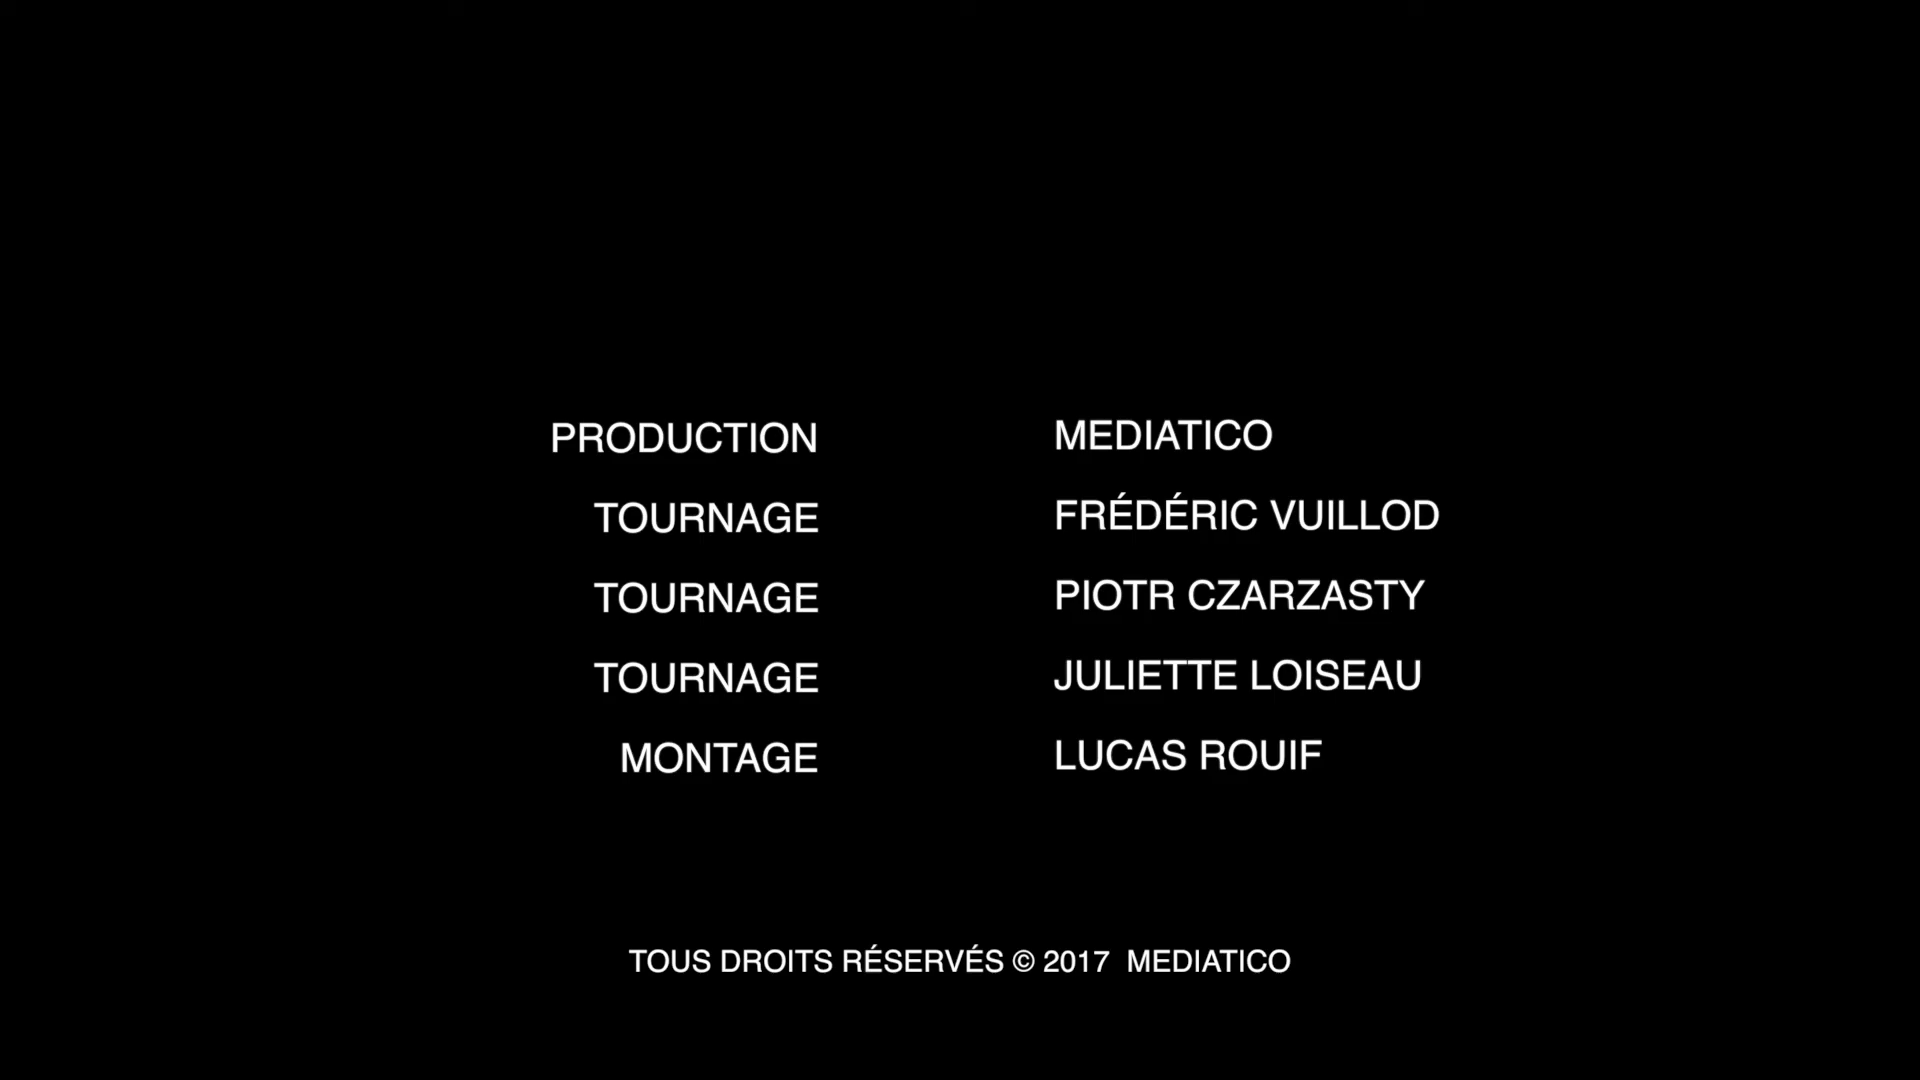 PRODUCTION MEDIATICO
TOURNAGE FRÉDÉRIC VUILLOD
TOURNAGE PIOTR CZARZASTY
TOURNAGE JULIETTE LOISEAU
MONTAGE LUCAS ROUIF
TOUS DROITS RÉSERVÉS © 2017 MEDIATICO